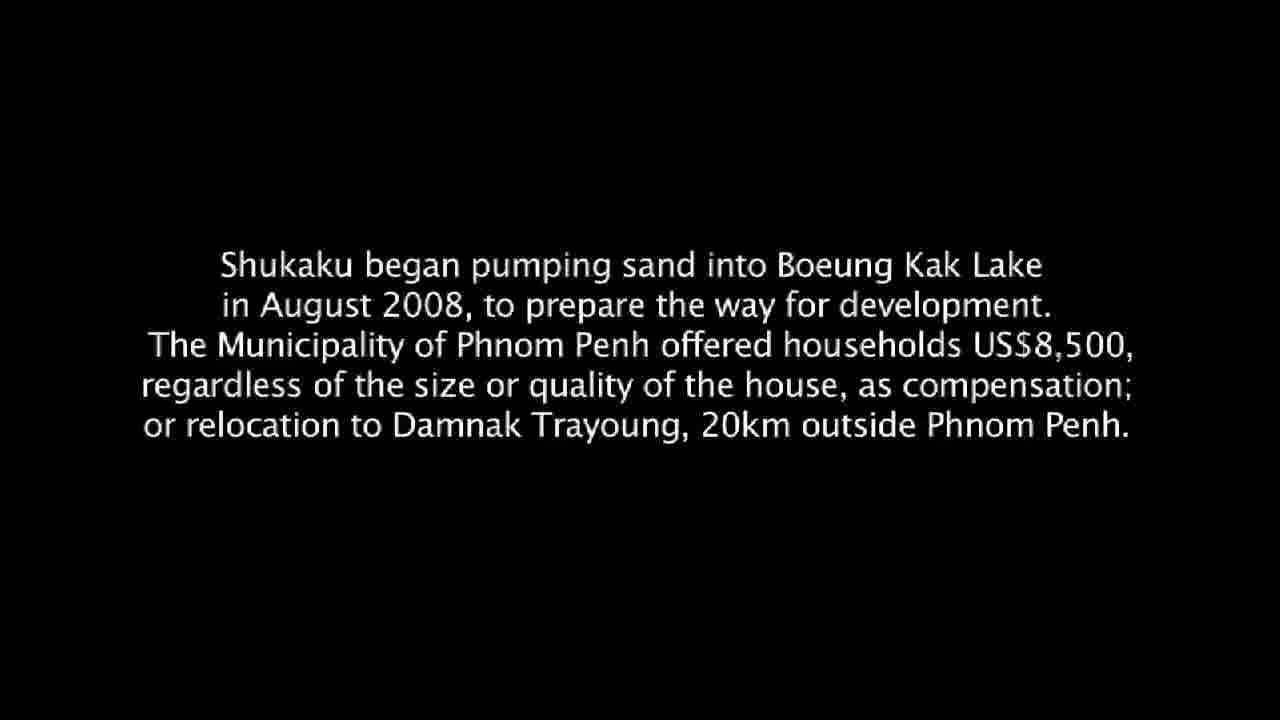 Shukaku began pumping sand into Boeung Kak Lake
in August 2008, to prepare the way for development.
The Municipality of Phnom Penh offered households US$8,500,
regardless of the size or quality of the house, as compensation;
or relocation to Damnak Trayoung, 20km outside Phnom Penh.